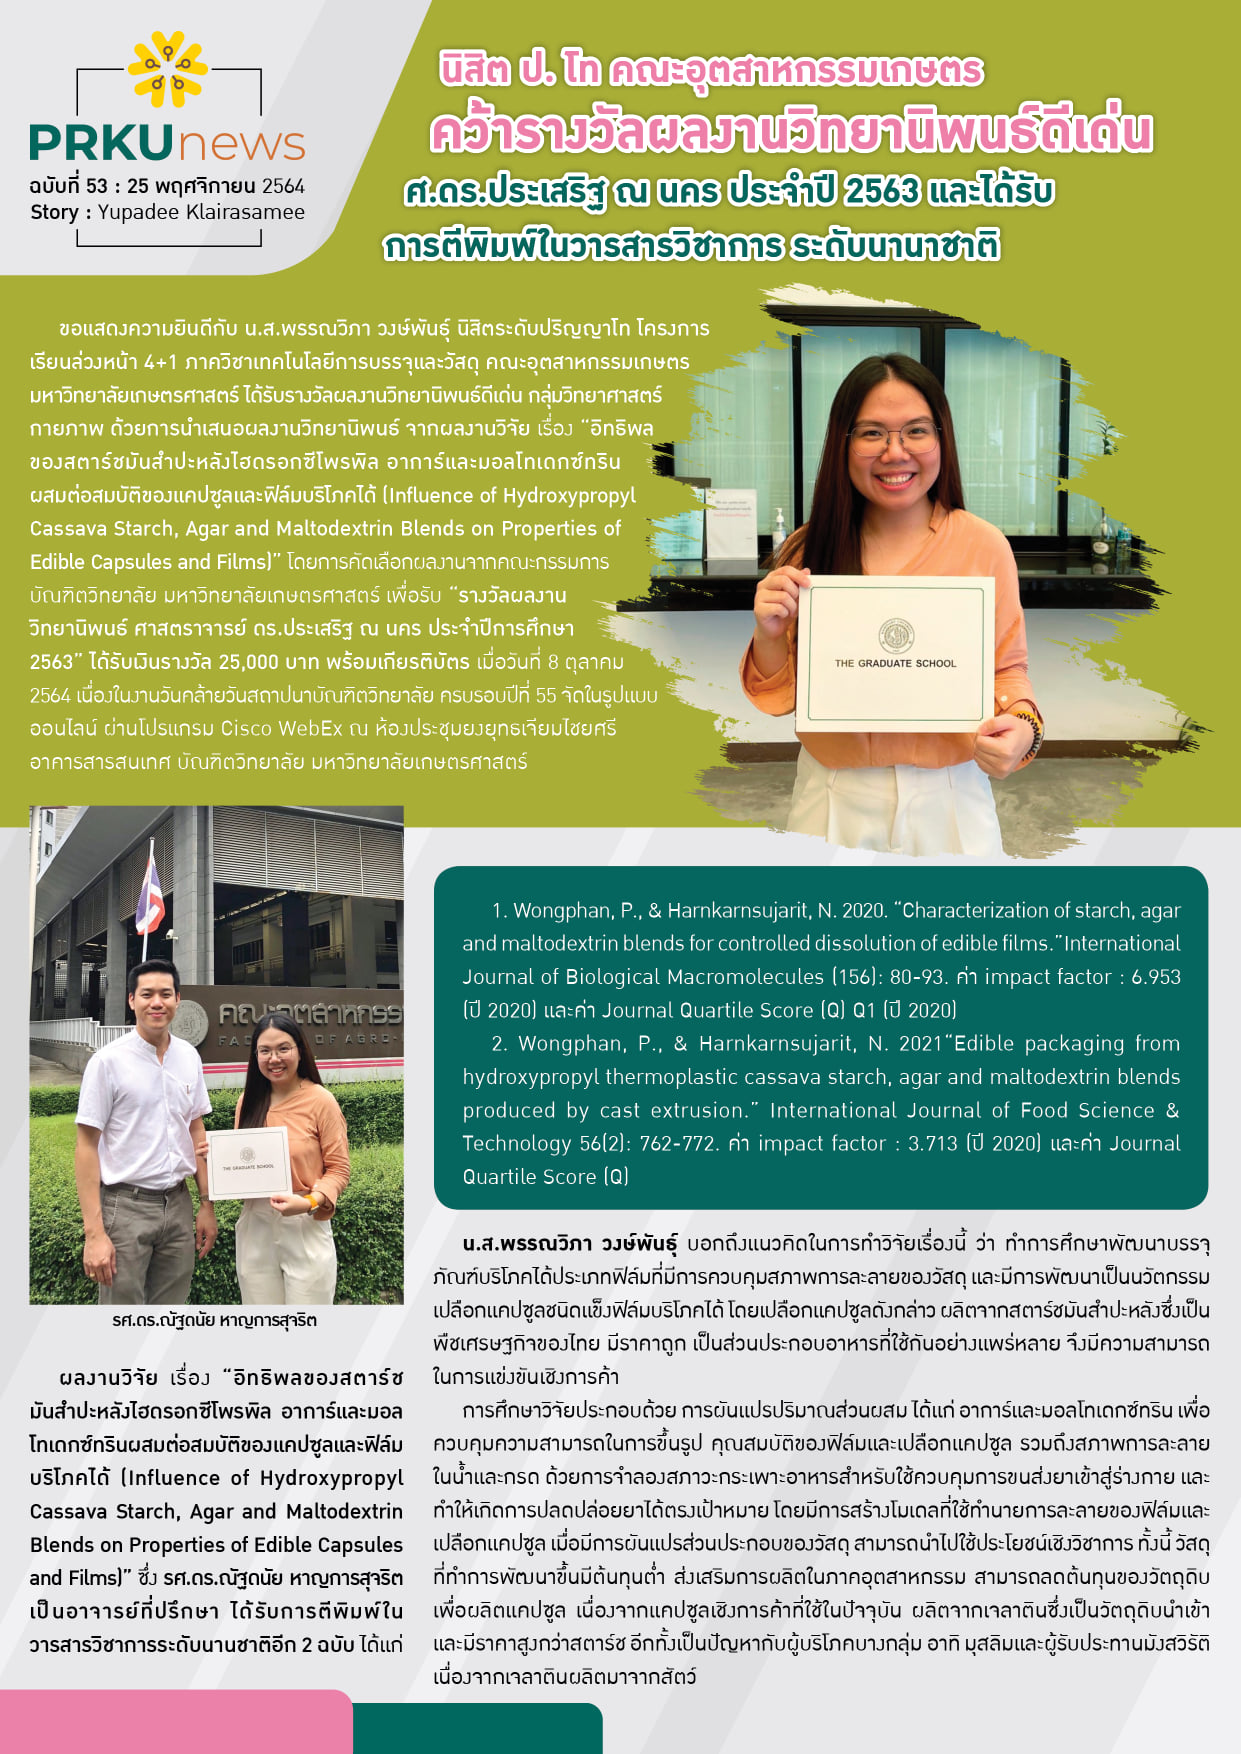 PRKUnews
ฉบับที่ 53 : 25 พฤศจิกายน 2564
Story : Yupadee Klairasamee
นิสิต ป. โท คณะอุตสาหกรรมเกษตร
คว้ารางวัลผลงานวิทยานิพนธ์ดีเด่น
ศ.ดร.ประเสริฐ ณ นคร ประจำปี 2563 และได้รับ
การตีพิมพ์ในวารสารวิชาการ ระดับนานาชาติ
ขอแสดงความยินดีกับ น.ส.พรรณวิภา วงษ์พันธุ์ นิสิตระดับปริญญาโท โครงการ
เรียนล่วงหน้า 4+1 ภาควิชาเทคโนโลยีการบรรจุและวัสดุ คณะอุตสาหกรรมเกษตร
มหาวิทยาลัยเกษตรศาสตร์ ได้รับรางวัลผลงานวิทยานิพนธ์ดีเด่น กลุ่มวิทยาศาสตร์
กายภาพ ด้วยการนำเสนอผลงานวิทยานิพนธ์ จากผลงานวิจัย เรื่อง “อิทธิพล
ของสตาร์ชมันสำปะหลังไฮดรอกซีโพรพิล อาการ์และมอลโทเดกซ์ทริน
ผสมต่อสมบัติของแคปซูลและฟิล์มบริโภคได้ (Influence of Hydroxypropyl
Cassava Starch, Agar and Maltodextrin Blends on Properties of
Edible Capsules and Films)” โดยการคัดเลือกผลงานจากคณะกรรมการ
บัณฑิตวิทยาลัย มหาวิทยาลัยเกษตรศาสตร์ เพื่อรับ “รางวัลผลงาน
วิทยานิพนธ์ ศาสตราจารย์ ดร.ประเสริฐ ณ นคร ประจำปีการศึกษา
2563” ได้รับเงินรางวัล 25,000 บาท พร้อมเกียรติบัตร เมื่อวันที่ 8 ตุลาคม
2564 เนื่องในงานวันคล้ายวันสถาปนาบัณฑิตวิทยาลัย ครบรอบปีที่ 55 จัดในรูปแบบ
ออนไลน์ ผ่านโปรแกรม Cisco WebEx ณ ห้องประชุมยงยุทธเจียมไชยศรี
อาคารสารสนเทศ บัณฑิตวิทยาลัย มหาวิทยาลัยเกษตรศาสตร์
THE GRADUATE SCHOOL
คณะอุตสาหกรร
FAC OF AGRO-
THE GRADUATE SCHOOL
รศ.ดร.ณัฐดนัย หาญการสุจริต
ผลงานวิจัย เรื่อง “อิทธิพลของสตาร์ช
มันสำปะหลังไฮดรอกซีโพรพิล อาการ์และมอล
โทเดกซ์ทรินผสมต่อสมบัติของแคปซูลและฟิล์ม
บริโภคได้ (Influence of Hydroxypropyl
Cassava Starch, Agar and Maltodextrin
Blends on Properties of Edible Capsules
and Films)” ซึ่ง รศ.ดร.ณัฐดนัย หาญการสุจริต
เป็นอาจารย์ที่ปรึกษา ได้รับการตีพิมพ์ใน
วารสารวิชาการระดับนานชาติอีก 2 ฉบับ ได้แก่
1. Wongphan, P., & Harnkarnsujarit, N. 2020. “Characterization of starch, agar
and maltodextrin blends for controlled dissolution of edible films.”International
Journal of Biological Macromolecules (156): 80-93. ค่า impact factor : 6.953
(ปี 2020) และค่า Journal Quartile Score (Q) Q1 (ปี 2020)
2. Wongphan, P., & Harnkarnsujarit, N. 2021“Edible packaging from
hydroxypropyl thermoplastic cassava starch, agar and maltodextrin blends
produced by cast extrusion.” International Journal of Food Science &
Technology 56(2): 762-772. ค่า impact factor : 3.713 (ปี 2020) และค่า Journal
Quartile Score (Q)
น.ส.พรรณวิภา วงษ์พันธุ์ บอกถึงแนวคิดในการทำวิจัยเรื่องนี้ ว่า ทำการศึกษาพัฒนาบรรจุ
ภัณฑ์บริโภคได้ประเภทฟิล์มที่มีการควบคุมสภาพการละลายของวัสดุ และมีการพัฒนาเป็นนวัตกรรม
เปลือกแคปซูลชนิดแข็งฟิล์มบริโภคได้ โดยเปลือกแคปซูลดังกล่าว ผลิตจากสตาร์ชมันสำปะหลังซึ่งเป็น
พืชเศรษฐกิจของไทย มีราคาถูก เป็นส่วนประกอบอาหารที่ใช้กันอย่างแพร่หลาย จึงมีความสามารถ
ในการแข่งขันเชิงการค้า
การศึกษาวิจัยประกอบด้วย การผันแปรปริมาณส่วนผสม ได้แก่ อาการ์และมอลโทเดกซ์ทริน เพื่อ
ควบคุมความสามารถในการขึ้นรูป คุณสมบัติของฟิล์มและเปลือกแคปซูล รวมถึงสภาพการละลาย
ในน้ำและกรด ด้วยการจำลองสภาวะกระเพาะอาหารสำหรับใช้ควบคุมการขนส่งยาเข้าสู่ร่างกาย และ
ทำให้เกิดการปลดปล่อยยาได้ตรงเป้าหมาย โดยมีการสร้างโมเดลที่ใช้ทำนายการละลายของฟิล์มและ
เปลือกแคปซูล เมื่อมีการผันแปรส่วนประกอบของวัสดุ สามารถนำไปใช้ประโยชน์เชิงวิชาการ ทั้งนี้ วัสดุ
ที่ทำการพัฒนาขึ้นมีต้นทุนต่ำ ส่งเสริมการผลิตในภาคอุตสาหกรรม สามารถลดต้นทุนของวัตถุดิบ
เพื่อผลิตแคปซูล เนื่องจากแคปซูลเชิงการค้าที่ใช้ในปัจจุบัน ผลิตจากเจลาตินซึ่งเป็นวัตถุดิบนำเข้า
และมีราคาสูงกว่าสตาร์ช อีกทั้งเป็นปัญหากับผู้บริโภคบางกลุ่ม อาทิ มุสลิมและผู้รับประทานมังสวิรัติ
เนื่องจากเจลาตินผลิตมาจากสัตว์